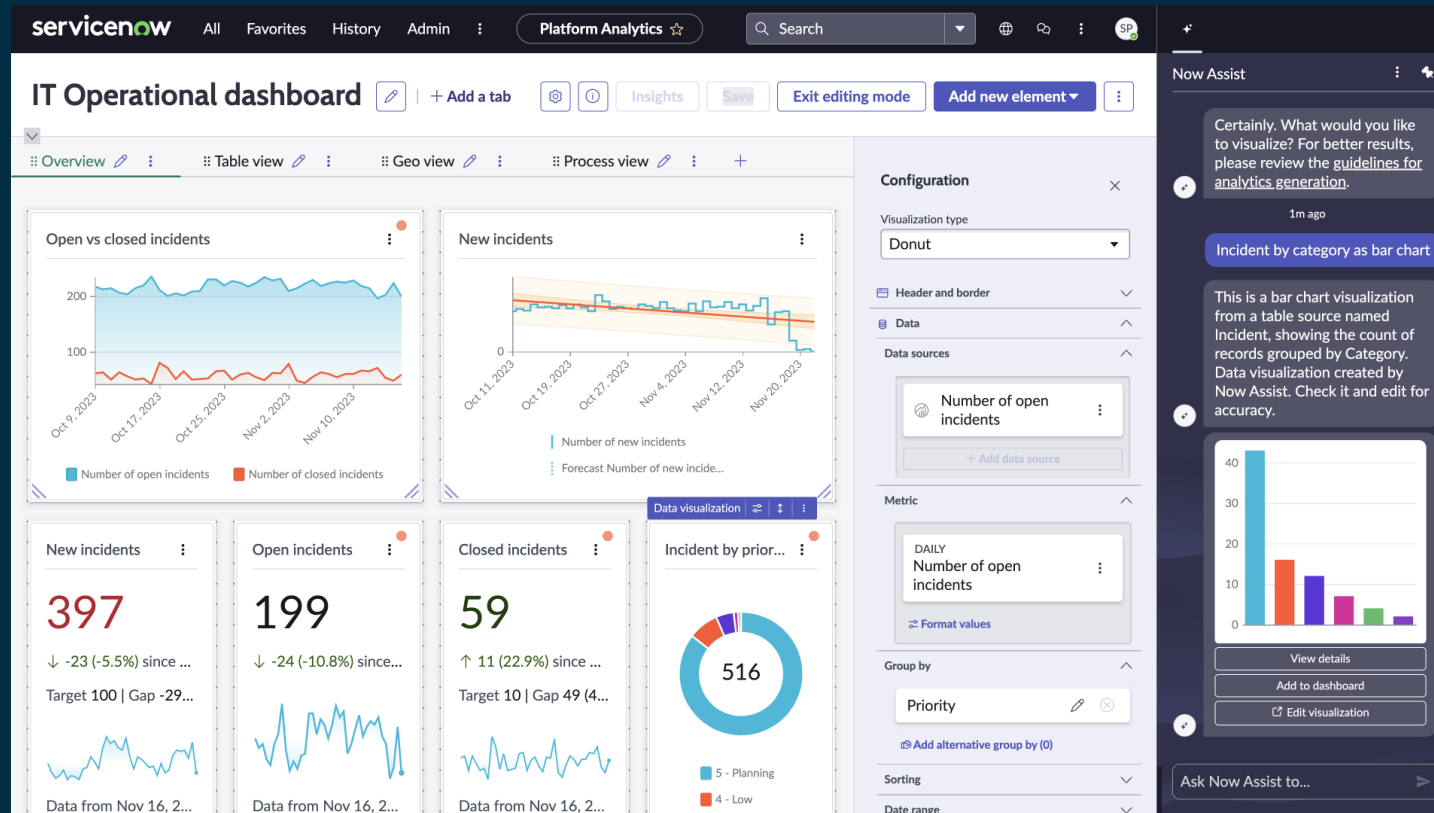 servicenow
All
Favorites
History
Admin
Platform Analytics
Search
SP
IT Operational dashboard
+ Add a tab
Insights
Save
Exit editing mode
Add new element
Overview
Table view
Geo view
Process view
Open vs closed incidents
200
100
Oct 9, 2023
Oct 17, 2023
Oct 25, 2023
Nov 2, 2023
Nov 10, 2023
Number of open incidents
Number of closed incidents
New incidents
0
Oct 11, 2023
Oct 19, 2023
Oct 27, 2023
Nov 4, 2023
Nov 12, 2023
Nov 20, 2023
Number of new incidents
Forecast Number of new incide...
Data visualization
New incidents
397
↓ -23 (-5.5%) since ...
Target 100 | Gap -29...
Data from Nov 16, 2...
Open incidents
199
↓ -24 (-10.8%) since...
Data from Nov 16, 2...
Closed incidents
59
↑ 11 (22.9%) since ...
Target 10 | Gap 49 (4...
Data from Nov 16, 2...
Incident by prior...
516
5 - Planning
4 - Low
Configuration
Visualization type
Donut
Header and border
Data
Data sources
Number of open
incidents
+ Add data source
Metric
DAILY
Number of open
incidents
Format values
Group by
Priority
Add alternative group by (0)
Sorting
Date range
Now Assist
Certainly. What would you like
to visualize? For better results,
please review the guidelines for
analytics generation.
1m ago
Incident by category as bar chart
This is a bar chart visualization
from a table source named
Incident, showing the count of
records grouped by Category.
Data visualization created by
Now Assist. Check it and edit for
accuracy.
40
30
20
10
0
View details
Add to dashboard
Edit visualization
Ask Now Assist to...